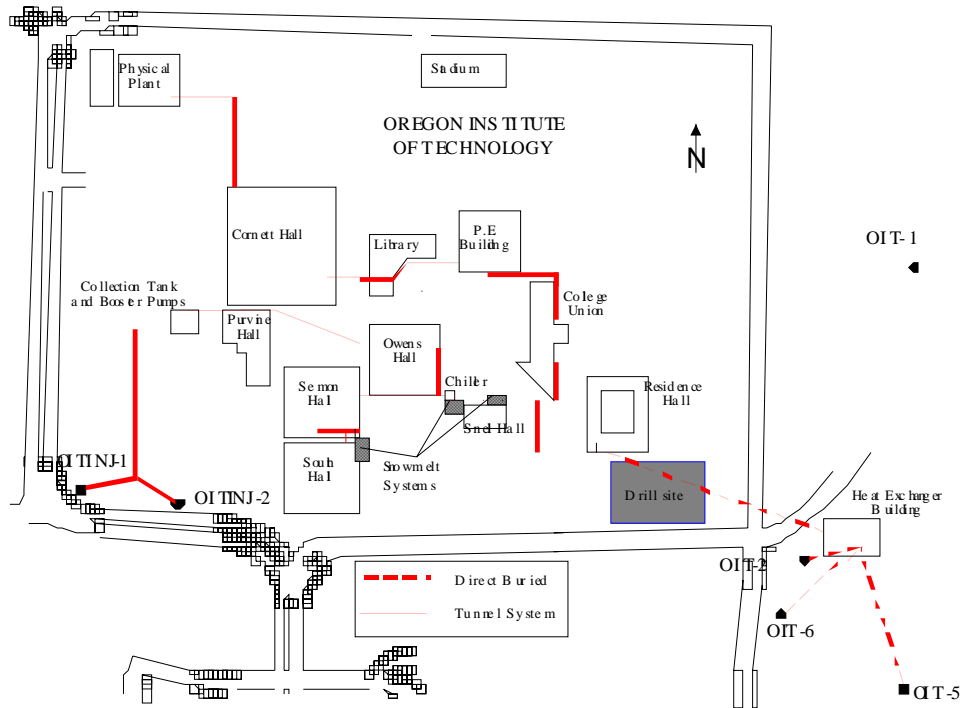 Physical
Plant
Stadium
OREGON INSTITUTE
OF TECHNOLOGY
N
Cornett Hall
Library
P.E
Building
OIT-1
Collection Tank
and Booster Pumps
College
Union
Purvine
Hall
Owens
Hall
Semon
Hall
Chiller
Residence
Hall
Snell Hall
OITINJ-1
South
Hall
Snowmelt
Systems
OITINJ-2
Drill site
Heat Exchanger
Building
OIT-2
Direct Buried
Tunnel System
OIT-6
OIT-5